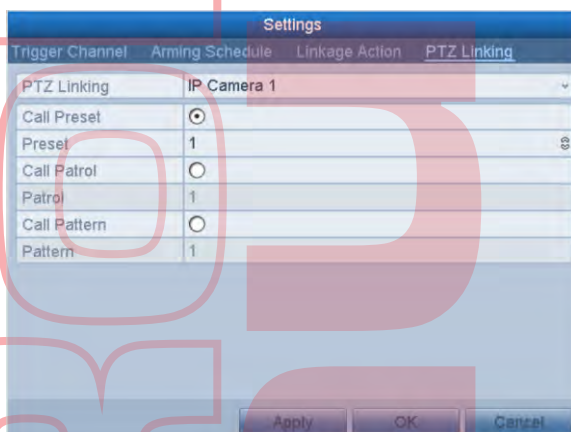 Settings
Trigger Channel Arming Schedule Linkage Action PTZ Linking
PTZ Linking IP Camera 1
Call Preset
Preset 1
Call Patrol
Patrol 1
Call Pattern
Pattern 1
Apply OK Cancel